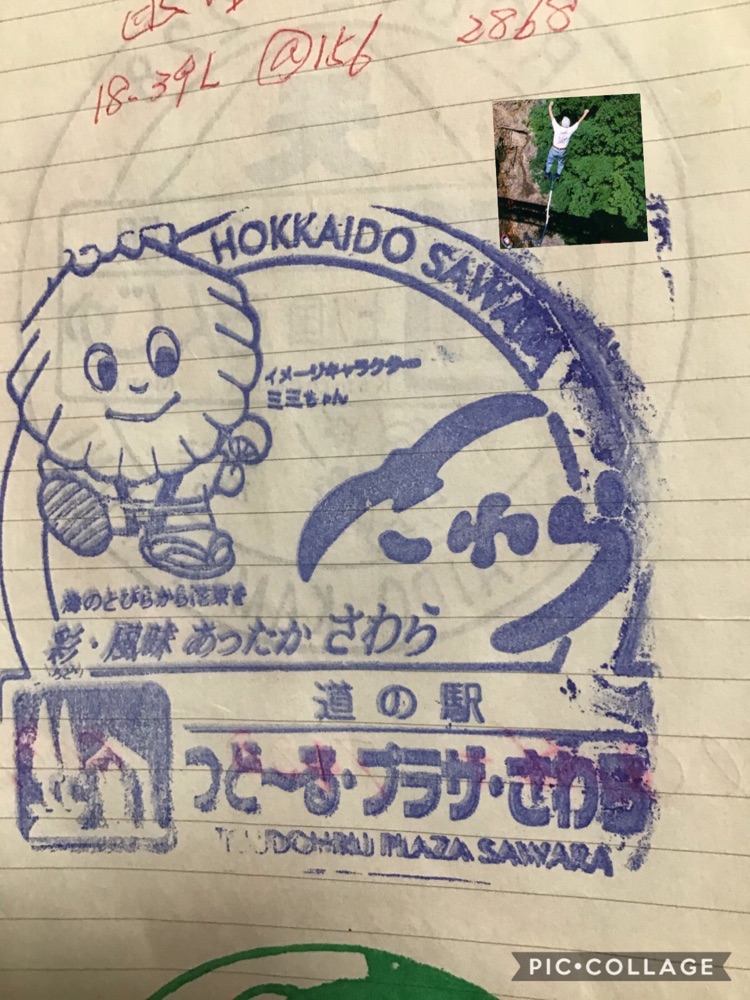 18-39L @156 2868
HOKKAIDO SAWARA
イメージキャラクター
ミミちゃん
さわら
海のとびらから花束を
彩・風味 あったか さわら
道の駅
つど〜る・プラザ・さわら
TSUDOHRU PLAZA SAWARA
PIC•COLLAGE